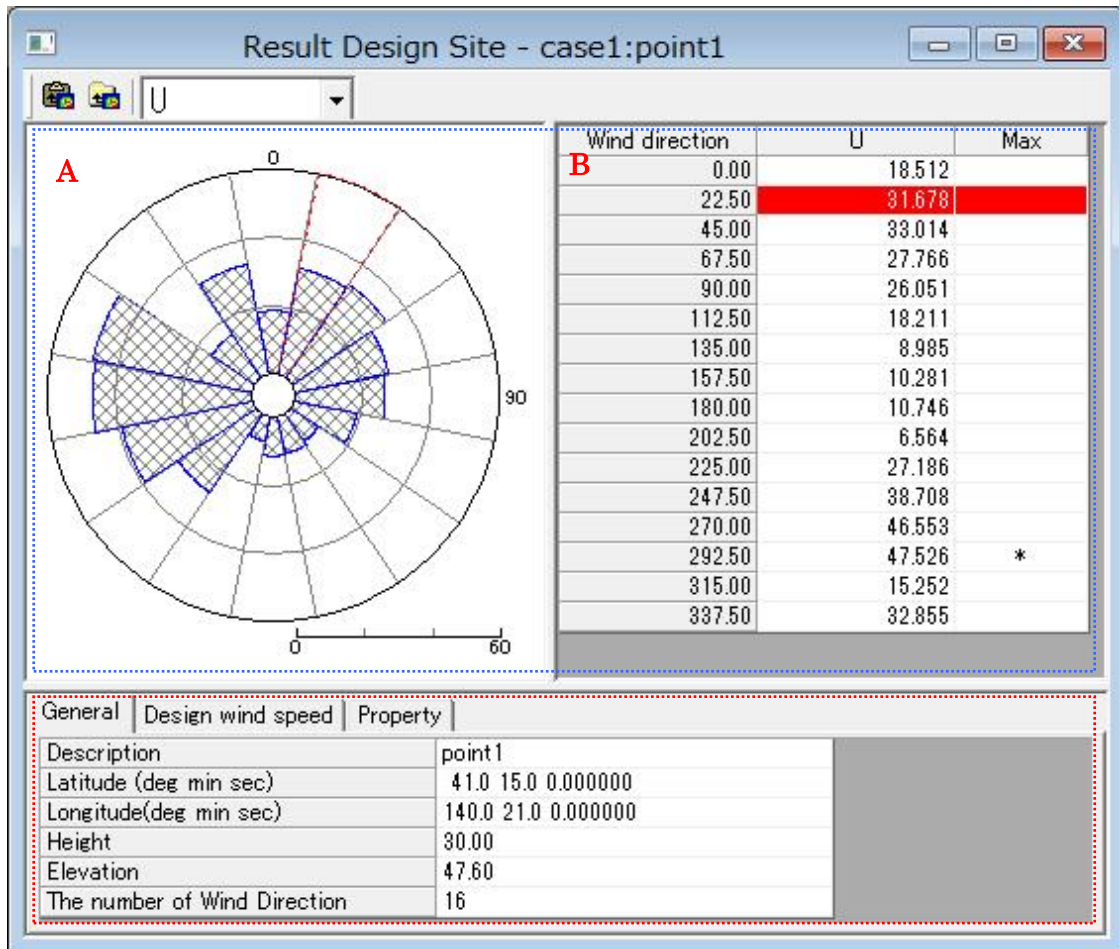 Result Design Site - case1:point1
U
A
0
90
0 60
B
Wind direction U Max
0.00 18.512
22.50 31.678
45.00 33.014
67.50 27.766
90.00 26.051
112.50 18.211
135.00 8.985
157.50 10.281
180.00 10.746
202.50 6.564
225.00 27.186
247.50 38.708
270.00 46.553
292.50 47.526 *
315.00 15.252
337.50 32.855
General Design wind speed Property
Description point1
Latitude (deg min sec) 41.0 15.0 0.000000
Longitude(deg min sec) 140.0 21.0 0.000000
Height 30.00
Elevation 47.60
The number of Wind Direction 16